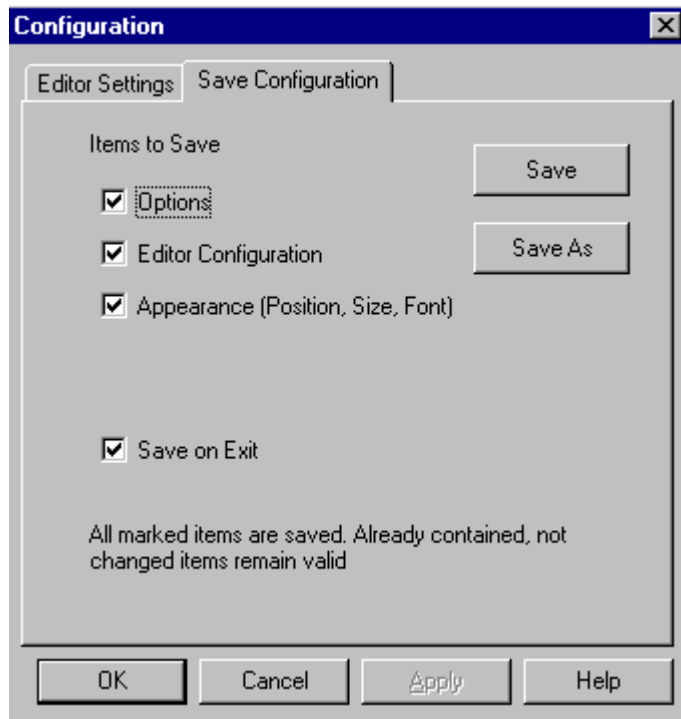 Configuration
Editor Settings
Save Configuration
Items to Save
Save
Options
Editor Configuration
Save As
Appearance (Position, Size, Font)
Save on Exit
All marked items are saved. Already contained, not
changed items remain valid
OK
Cancel
Apply
Help